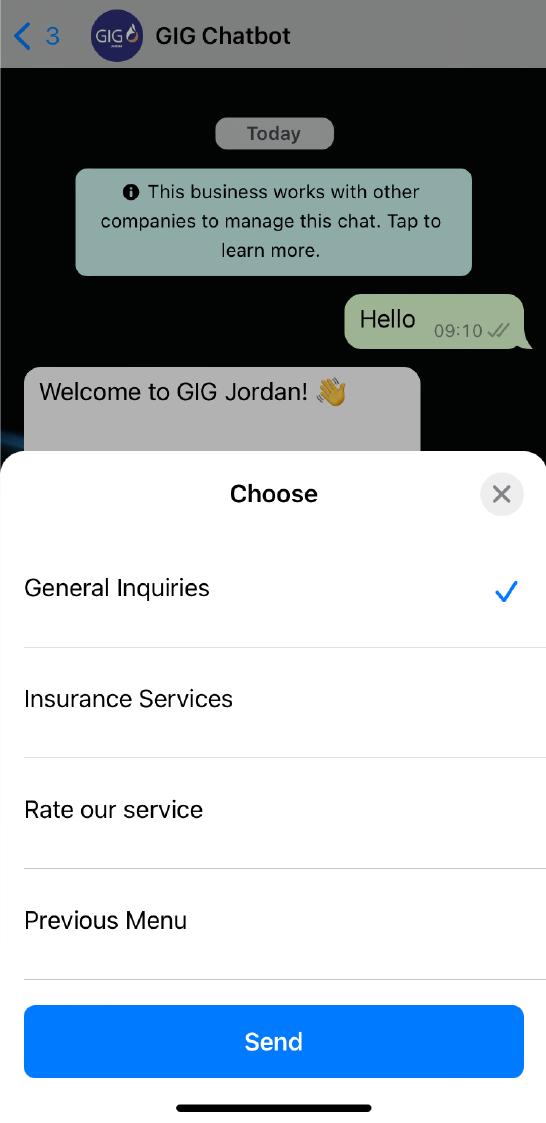 3
GIG
GIG Chatbot
Today
This business works with other
companies to manage this chat. Tap to
learn more.
Hello
09:10
Welcome to GIG Jordan! 👋
Choose
General Inquiries
Insurance Services
Rate our service
Previous Menu
Send